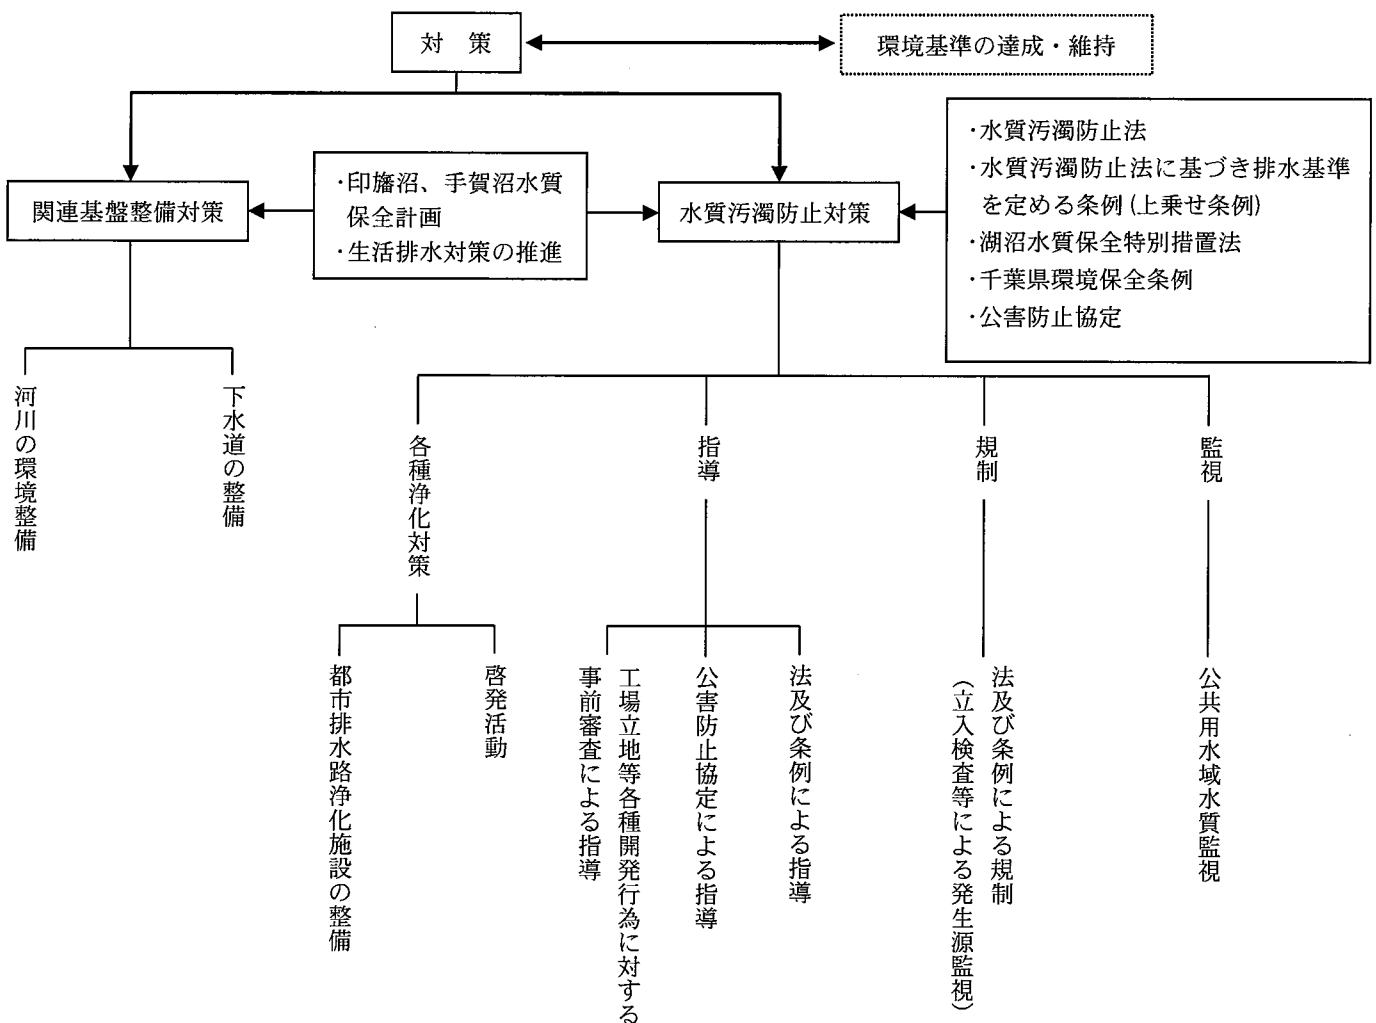 対　策
環境基準の達成・維持
関連基盤整備対策
・印旛沼、手賀沼水質
保全計画
・生活排水対策の推進
水質汚濁防止対策
・水質汚濁防止法
・水質汚濁防止法に基づき排水基準
を定める条例(上乗せ条例)
・湖沼水質保全特別措置法
・千葉県環境保全条例
・公害防止協定
河川の環境整備
下水道の整備
各種浄化対策
指導
規制
監視
都市排水路浄化施設の整備
啓発活動
工場立地等各種開発行為に対する
事前審査による指導
公害防止協定による指導
法及び条例による指導
法及び条例による規制
(立入検査等による発生源監視)
公共用水域水質監視